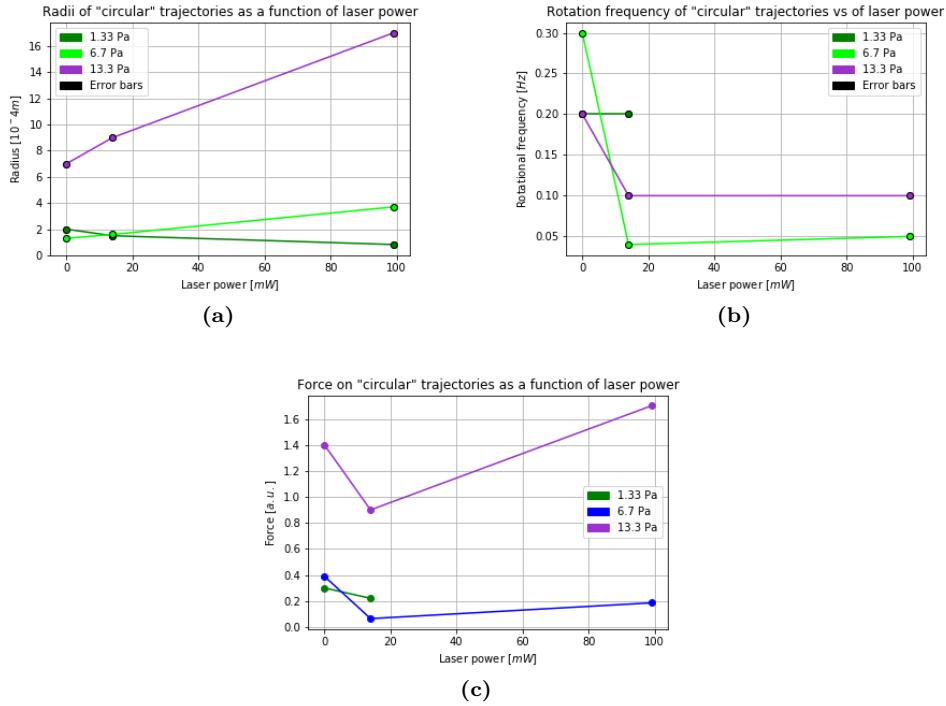 Radii of "circular" trajectories as a function of laser power
1.33 Pa
6.7 Pa
13.3 Pa
Error bars
Radius [10^-4m]
16
14
12
10
8
6
4
2
0
0 20 40 60 80 100
Laser power [mW]
(a)
Rotation frequency of "circular" trajectories vs of laser power
1.33 Pa
6.7 Pa
13.3 Pa
Error bars
Rotational frequency [Hz]
0.30
0.25
0.20
0.15
0.10
0.05
0 20 40 60 80 100
Laser power [mW]
(b)
Force on "circular" trajectories as a function of laser power
1.33 Pa
6.7 Pa
13.3 Pa
Force [a.u.]
1.6
1.4
1.2
1.0
0.8
0.6
0.4
0.2
0.0
0 20 40 60 80 100
Laser power [mW]
(c)